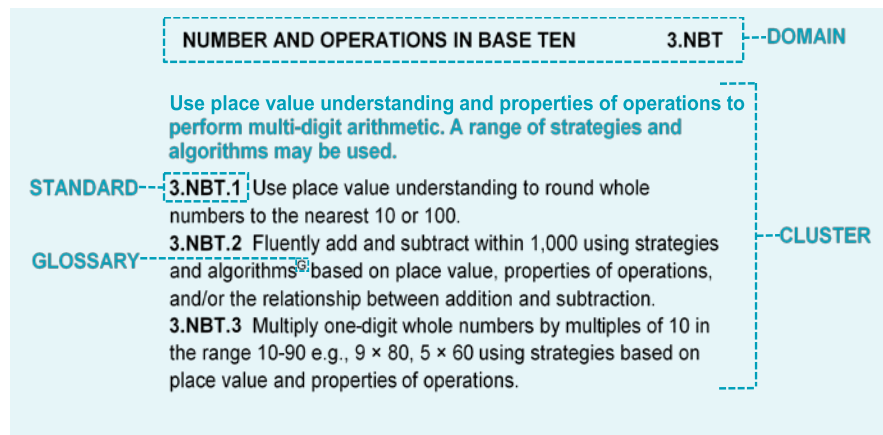 NUMBER AND OPERATIONS IN BASE TEN 3.NBT
DOMAIN
Use place value understanding and properties of operations to
perform multi-digit arithmetic. A range of strategies and
algorithms may be used.
STANDARD
3.NBT.1 Use place value understanding to round whole
numbers to the nearest 10 or 100.
3.NBT.2 Fluently add and subtract within 1,000 using strategies
CLUSTER
GLOSSARY
and algorithmsG based on place value, properties of operations,
and/or the relationship between addition and subtraction.
3.NBT.3 Multiply one-digit whole numbers by multiples of 10 in
the range 10-90 e.g., 9 × 80, 5 × 60 using strategies based on
place value and properties of operations.